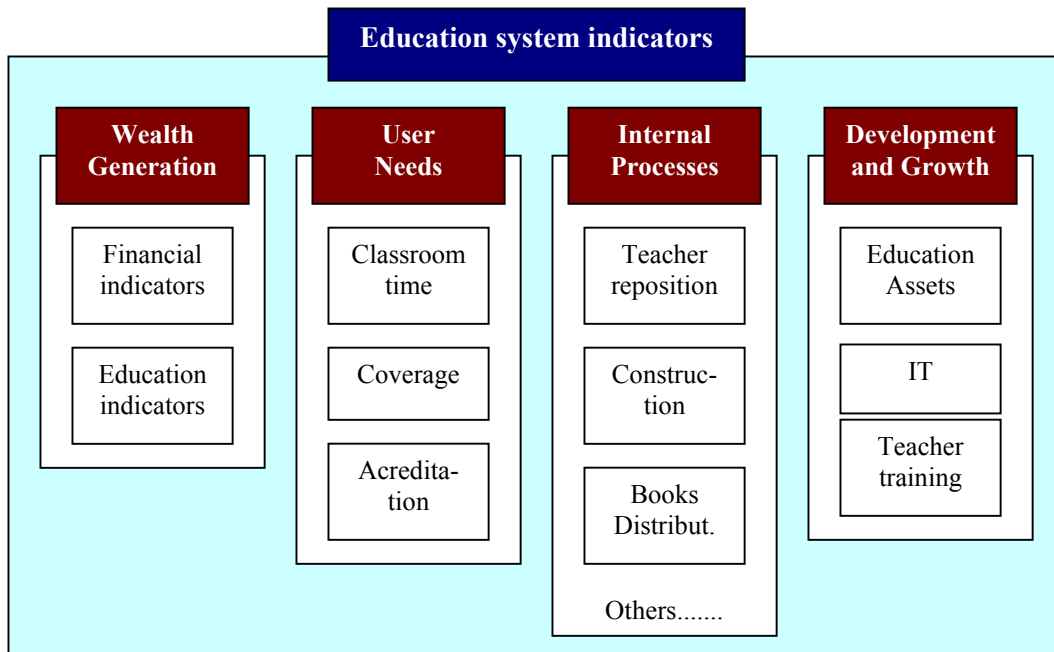 Education system indicators
Wealth
Generation
Financial
indicators
Education
indicators
User
Needs
Classroom
time
Coverage
Acredita-
tion
Internal
Processes
Teacher
reposition
Construc-
tion
Books
Distribut.
Others.......
Development
and Growth
Education
Assets
IT
Teacher
training